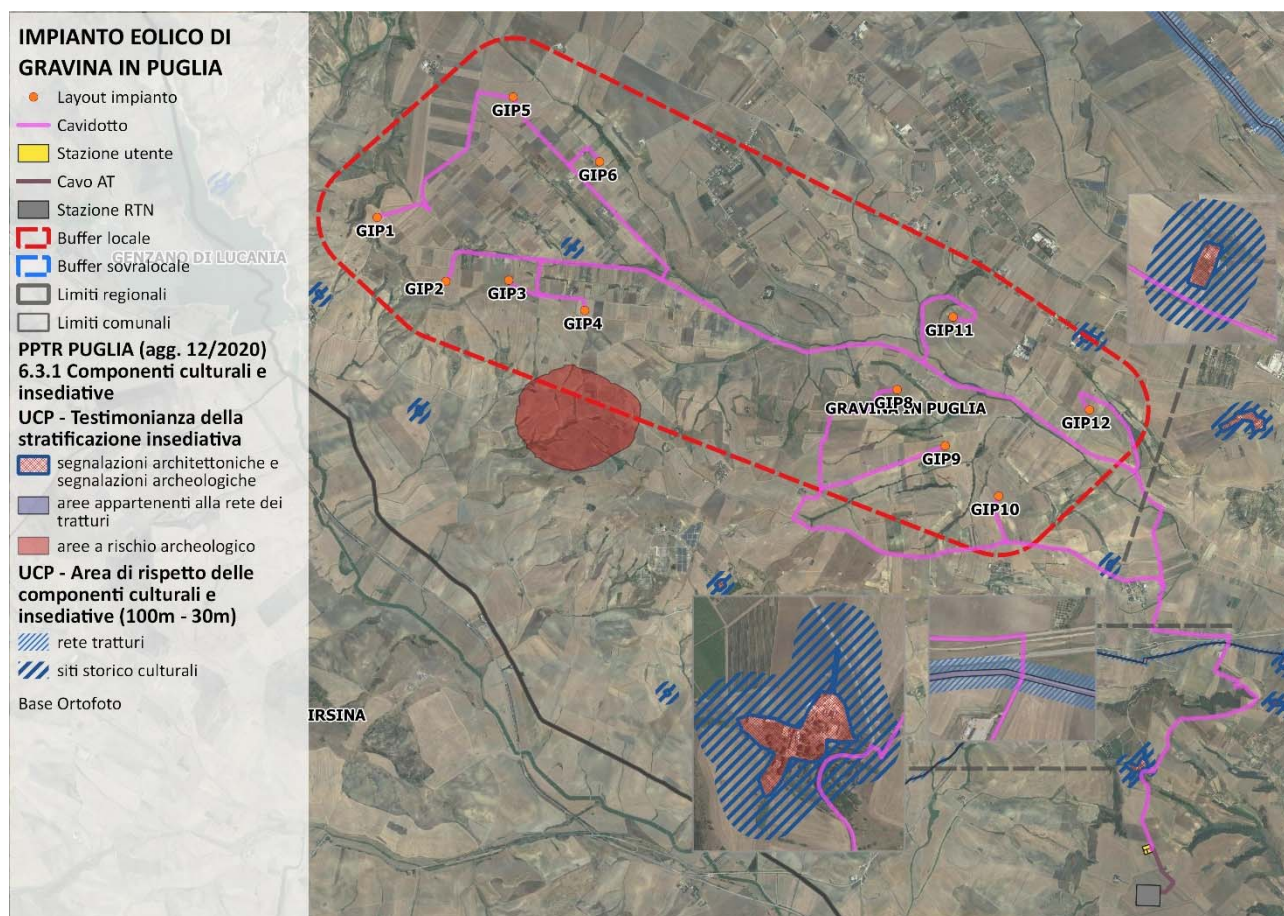 IMPIANTO EOLICO DI
GRAVINA IN PUGLIA
Layout impianto
Cavidotto
Stazione utente
Cavo AT
Stazione RTN
Buffer locale
Buffer sovralocale
Limiti regionali
Limiti comunali
PPTR PUGLIA (agg. 12/2020)
6.3.1 Componenti culturali e
insediative
UCP - Testimonianza della
stratificazione insediativa
segnalazioni architettoniche e
segnalazioni archeologiche
aree appartenenti alla rete dei
tratturi
aree a rischio archeologico
UCP - Area di rispetto delle
componenti culturali e
insediative (100m - 30m)
rete tratturi
siti storico culturali
Base Ortofoto
GENZANO DI LUCANIA
GIP5
GIP6
GIP1
GIP2
GIP3
GIP4
GIP11
GIP8
GRAVINA IN PUGLIA
GIP12
GIP9
GIP10
IRSINA